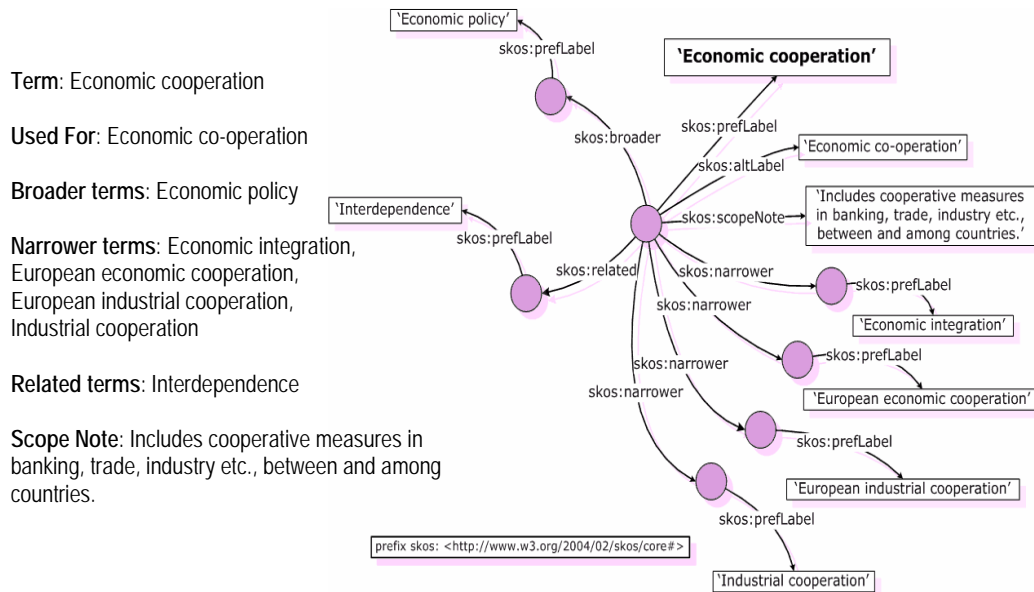 Term: Economic cooperation
Used For: Economic co-operation
Broader terms: Economic policy
Narrower terms: Economic integration,
European economic cooperation,
European industrial cooperation,
Industrial cooperation
Related terms: Interdependence
Scope Note: Includes cooperative measures in
banking, trade, industry etc., between and among
countries.
‘Economic policy’
skos:prefLabel
‘Economic cooperation’
skos:prefLabel
skos:broader
‘Economic co-operation’
skos:altLabel
‘Includes cooperative measures
in banking, trade, industry etc.,
between and among countries.’
skos:scopeNote
‘Interdependence’
skos:prefLabel
skos:related
skos:narrower
skos:prefLabel
‘Economic integration’
skos:narrower
skos:prefLabel
‘European economic cooperation’
skos:narrower
skos:prefLabel
‘European industrial cooperation’
skos:narrower
skos:prefLabel
‘Industrial cooperation’
prefix skos: <http://www.w3.org/2004/02/skos/core#>